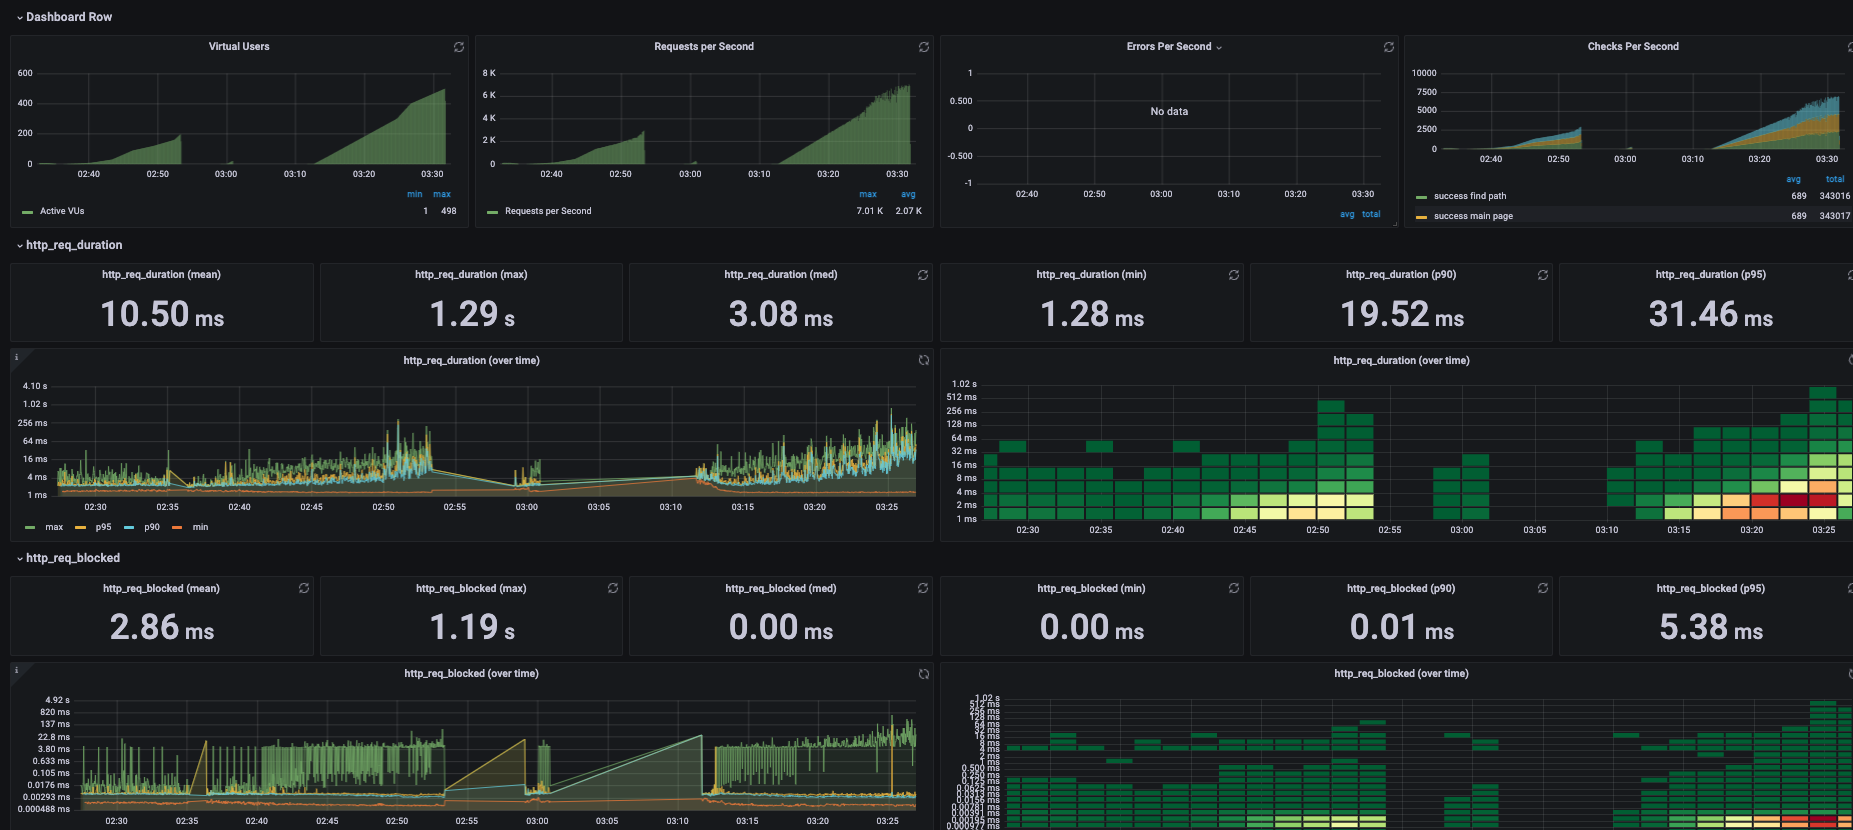 Dashboard Row
Virtual Users
600
400
200
0
02:40 02:50 03:00 03:10 03:20 03:30
min max
Active VUs 1 498
Requests per Second
8 K
6 K
4 K
2 K
0
02:40 02:50 03:00 03:10 03:20 03:30
max avg
Requests per Second 7.01 K 2.07 K
Errors Per Second
1
0.500
0
-0.500
-1
No data
02:40 02:50 03:00 03:10 03:20 03:30
avg total
Checks Per Second
10000
7500
5000
2500
0
02:40 02:50 03:00 03:10 03:20 03:30
avg total
success find path 689 343016
success main page 689 343017
http_req_duration
http_req_duration (mean)
10.50 ms
http_req_duration (max)
1.29 s
http_req_duration (med)
3.08 ms
http_req_duration (min)
1.28 ms
http_req_duration (p90)
19.52 ms
http_req_duration (p95)
31.46 ms
http_req_duration (over time)
4.10 s
1.02 s
256 ms
64 ms
16 ms
4 ms
1 ms
02:30 02:35 02:40 02:45 02:50 02:55 03:00 03:05 03:10 03:15 03:20 03:25
max p95 p90 min
http_req_duration (over time)
1.02 s
512 ms
256 ms
128 ms
64 ms
32 ms
16 ms
8 ms
4 ms
2 ms
1 ms
02:30 02:35 02:40 02:45 02:50 02:55 03:00 03:05 03:10 03:15 03:20 03:25
http_req_blocked
http_req_blocked (mean)
2.86 ms
http_req_blocked (max)
1.19 s
http_req_blocked (med)
0.00 ms
http_req_blocked (min)
0.00 ms
http_req_blocked (p90)
0.01 ms
http_req_blocked (p95)
5.38 ms
http_req_blocked (over time)
4.92 s
820 ms
137 ms
22.8 ms
3.80 ms
0.633 ms
0.105 ms
0.0176 ms
0.00293 ms
0.000488 ms
02:30 02:35 02:40 02:45 02:50 02:55 03:00 03:05 03:10 03:15 03:20 03:25
http_req_blocked (over time)
1.02 s
512 ms
256 ms
128 ms
64 ms
32 ms
16 ms
8 ms
4 ms
2 ms
1 ms
0.500 ms
0.250 ms
0.125 ms
0.0625 ms
0.0313 ms
0.0156 ms
0.00281 ms
0.00391 ms
0.00195 ms
0.000977 ms